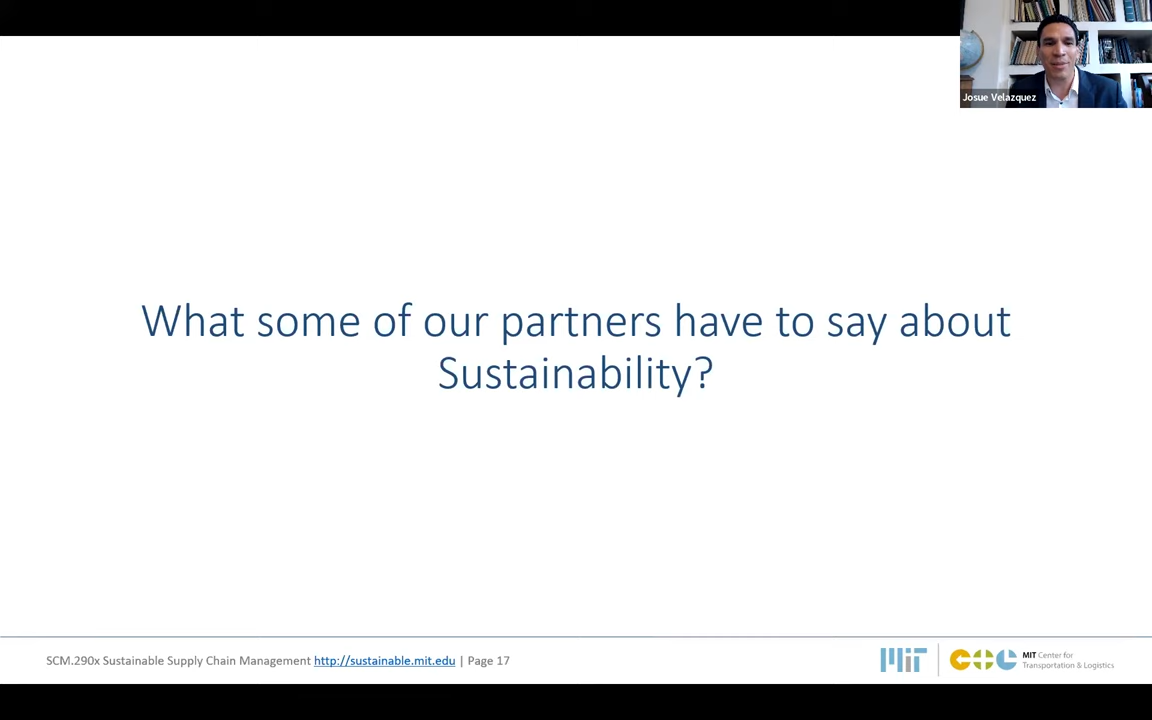 Josue Velazquez
What some of our partners have to say about
Sustainability?
SCM.290x Sustainable Supply Chain Management http://sustainable.mit.edu | Page 17
MIT
MIT Center for
Transportation & Logistics